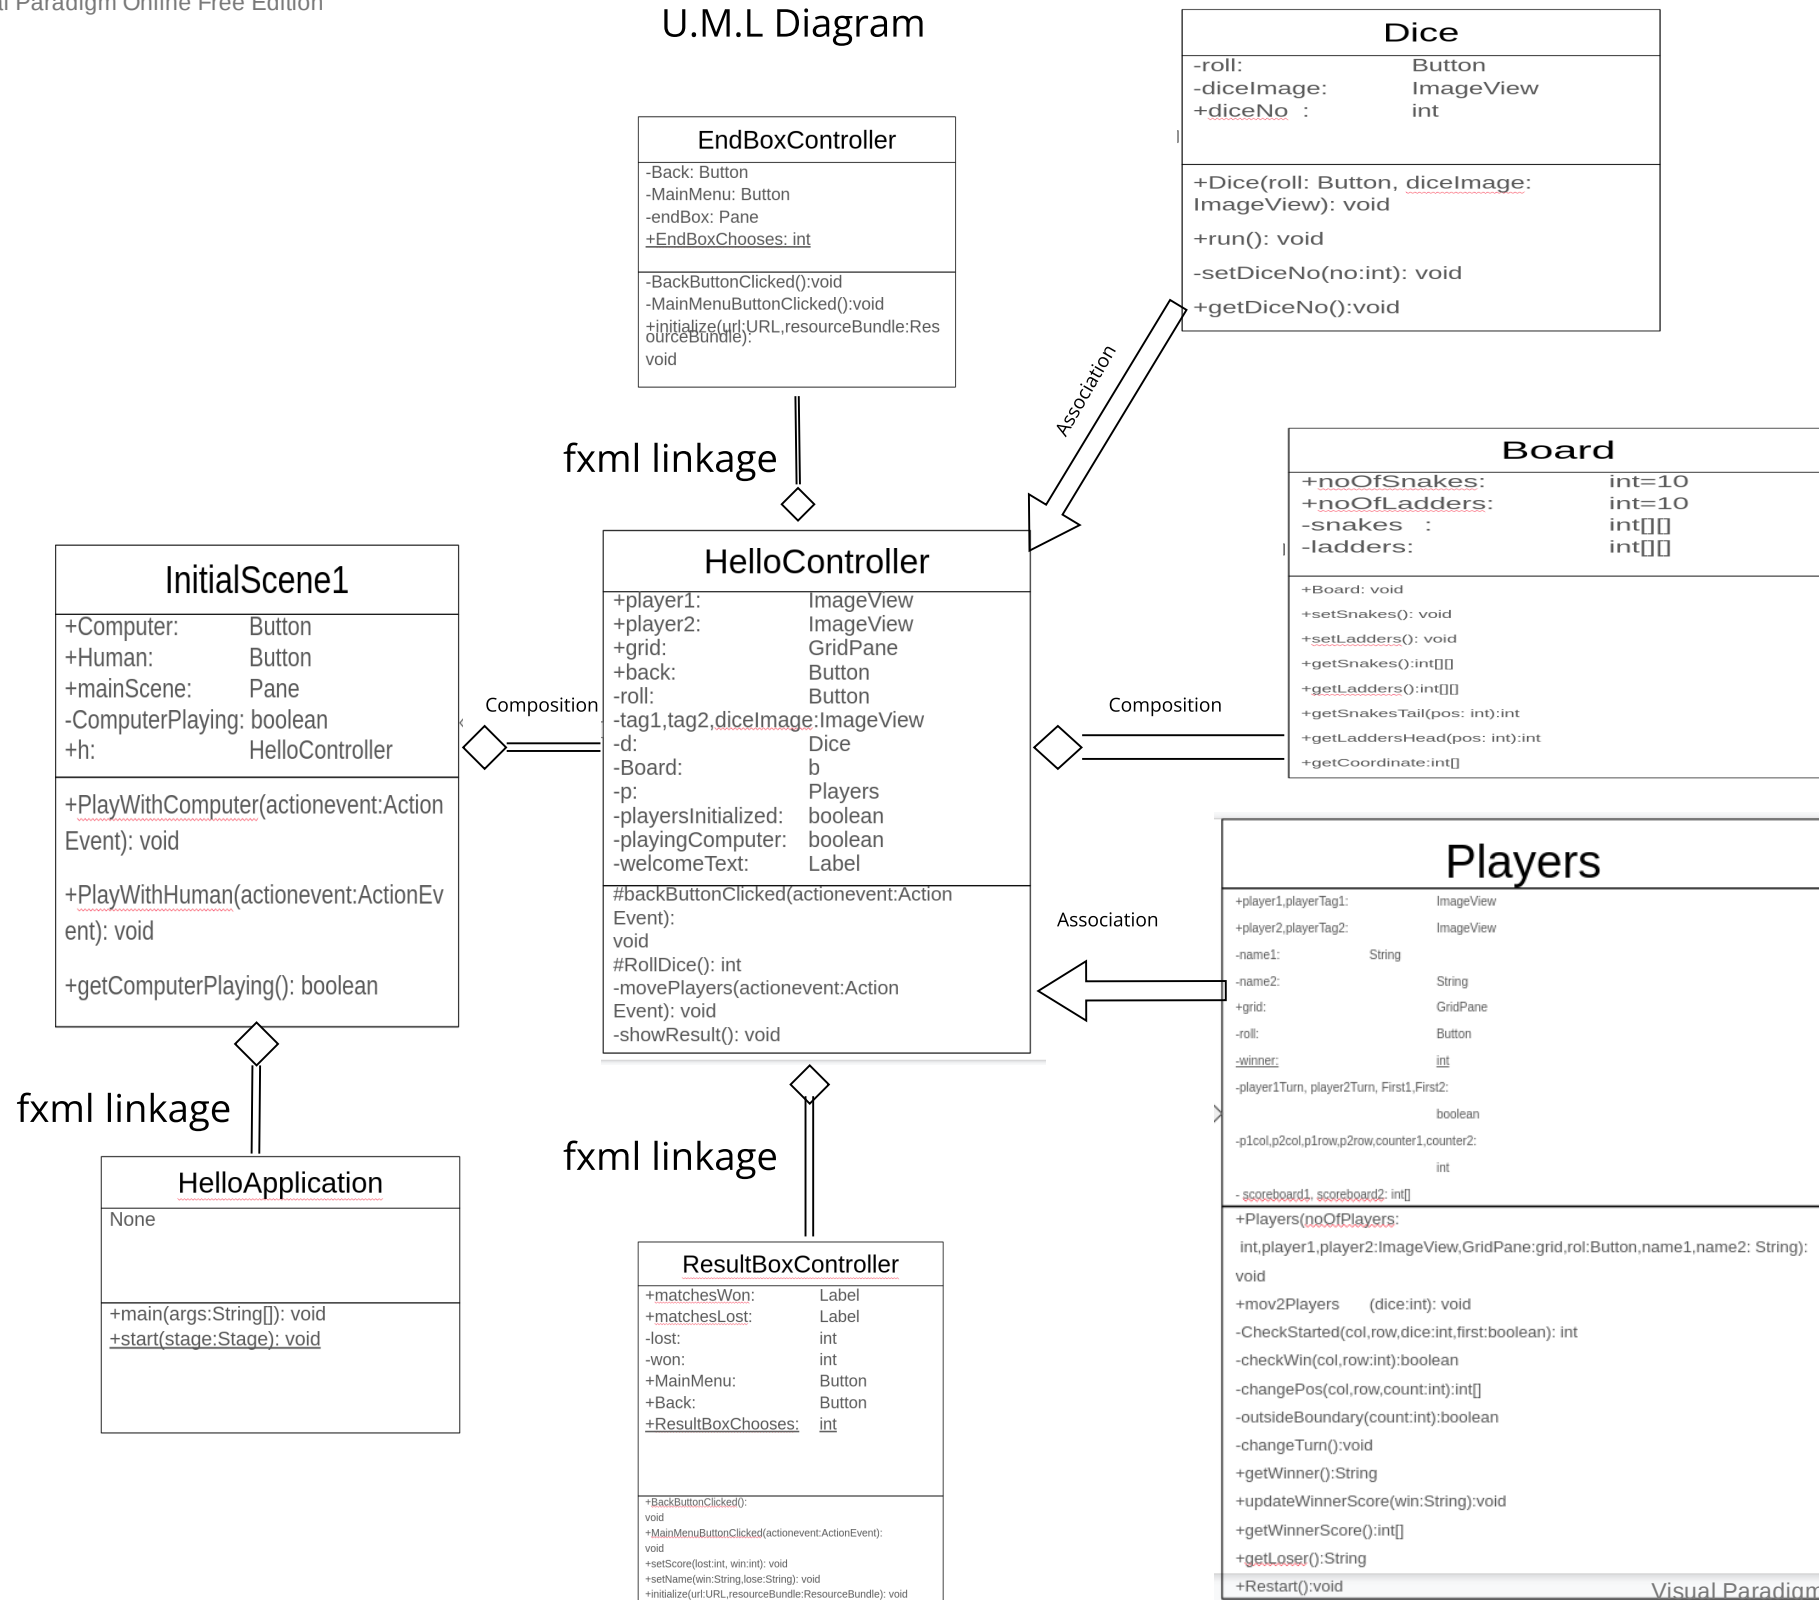 al Paradigm Online Free Edition
U.M.L Diagram
Dice
-roll: Button
-diceImage: ImageView
+diceNo : int
+Dice(roll: Button, diceImage:
ImageView): void
+run(): void
-setDiceNo(no:int): void
+getDiceNo():void
EndBoxController
-Back: Button
-MainMenu: Button
-endBox: Pane
+EndBoxChooses: int
-BackButtonClicked():void
-MainMenuButtonClicked():void
+initialize(url:URL,resourceBundle:Res
ourceBundle):
void
Association
fxml linkage
Board
+noOfSnakes: int=10
+noOfLadders: int=10
-snakes : int[][]
-ladders: int[][]
+Board: void
+setSnakes(): void
+setLadders(): void
+getSnakes():int[][]
+getLadders():int[][]
+getSnakesTail(pos: int):int
+getLaddersHead(pos: int):int
+getCoordinate:int[]
InitialScene1
+Computer: Button
+Human: Button
+mainScene: Pane
-ComputerPlaying: boolean
+h: HelloController
+PlayWithComputer(actionevent:Action
Event): void
+PlayWithHuman(actionevent:ActionEv
ent): void
+getComputerPlaying(): boolean
Composition
HelloController
+player1: ImageView
+player2: ImageView
+grid: GridPane
+back: Button
-roll: Button
-tag1,tag2,diceImage:ImageView
-d: Dice
-Board: b
-p: Players
-playersInitialized: boolean
-playingComputer: boolean
-welcomeText: Label
#backButtonClicked(actionevent:Action
Event):
void
#RollDice(): int
-movePlayers(actionevent:Action
Event): void
-showResult(): void
Composition
Association
Players
+player1,playerTag1: ImageView
+player2,playerTag2: ImageView
-name1: String
-name2: String
+grid: GridPane
-roll: Button
-winner: int
-player1Turn, player2Turn, First1,First2:
boolean
-p1col,p2col,p1row,p2row,counter1,counter2:
int
- scoreboard1, scoreboard2: int[]
+Players(noOfPlayers:
int,player1,player2:ImageView,GridPane:grid,rol:Button,name1,name2: String):
void
+mov2Players (dice:int): void
-CheckStarted(col,row,dice:int,first:boolean): int
-checkWin(col,row:int):boolean
-changePos(col,row,count:int):int[]
-outsideBoundary(count:int):boolean
-changeTurn():void
+getWinner():String
+updateWinnerScore(win:String):void
+getWinnerScore():int[]
+getLoser():String
+Restart():void
fxml linkage
HelloApplication
None
+main(args:String[]): void
+start(stage:Stage): void
fxml linkage
ResultBoxController
+matchesWon: Label
+matchesLost: Label
-lost: int
-won: int
+MainMenu: Button
+Back: Button
+ResultBoxChooses: int
+BackButtonClicked():
void
+MainMenuButtonClicked(actionevent:ActionEvent):
void
+setScore(lost:int, win:int): void
+setName(win:String,lose:String): void
+initialize(url:URL,resourceBundle:ResourceBundle): void
Visual Paradigm